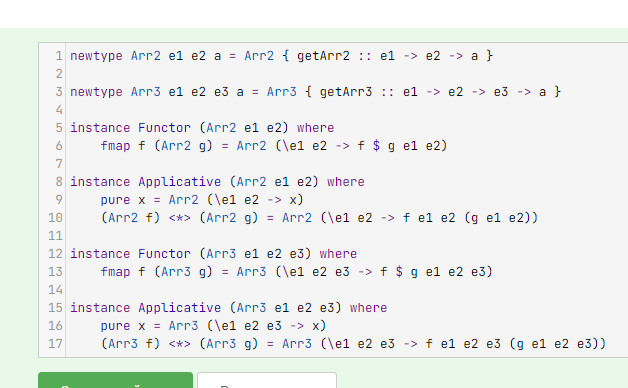 1 newtype Arr2 e1 e2 a = Arr2 { getArr2 :: e1 -> e2 -> a }
2
3 newtype Arr3 e1 e2 e3 a = Arr3 { getArr3 :: e1 -> e2 -> e3 -> a }
4
5 instance Functor (Arr2 e1 e2) where
6     fmap f (Arr2 g) = Arr2 (\e1 e2 -> f $ g e1 e2)
7
8 instance Applicative (Arr2 e1 e2) where
9     pure x = Arr2 (\e1 e2 -> x)
10     (Arr2 f) <*> (Arr2 g) = Arr2 (\e1 e2 -> f e1 e2 (g e1 e2))
11
12 instance Functor (Arr3 e1 e2 e3) where
13     fmap f (Arr3 g) = Arr3 (\e1 e2 e3 -> f $ g e1 e2 e3)
14
15 instance Applicative (Arr3 e1 e2 e3) where
16     pure x = Arr3 (\e1 e2 e3 -> x)
17     (Arr3 f) <*> (Arr3 g) = Arr3 (\e1 e2 e3 -> f e1 e2 e3 (g e1 e2 e3))